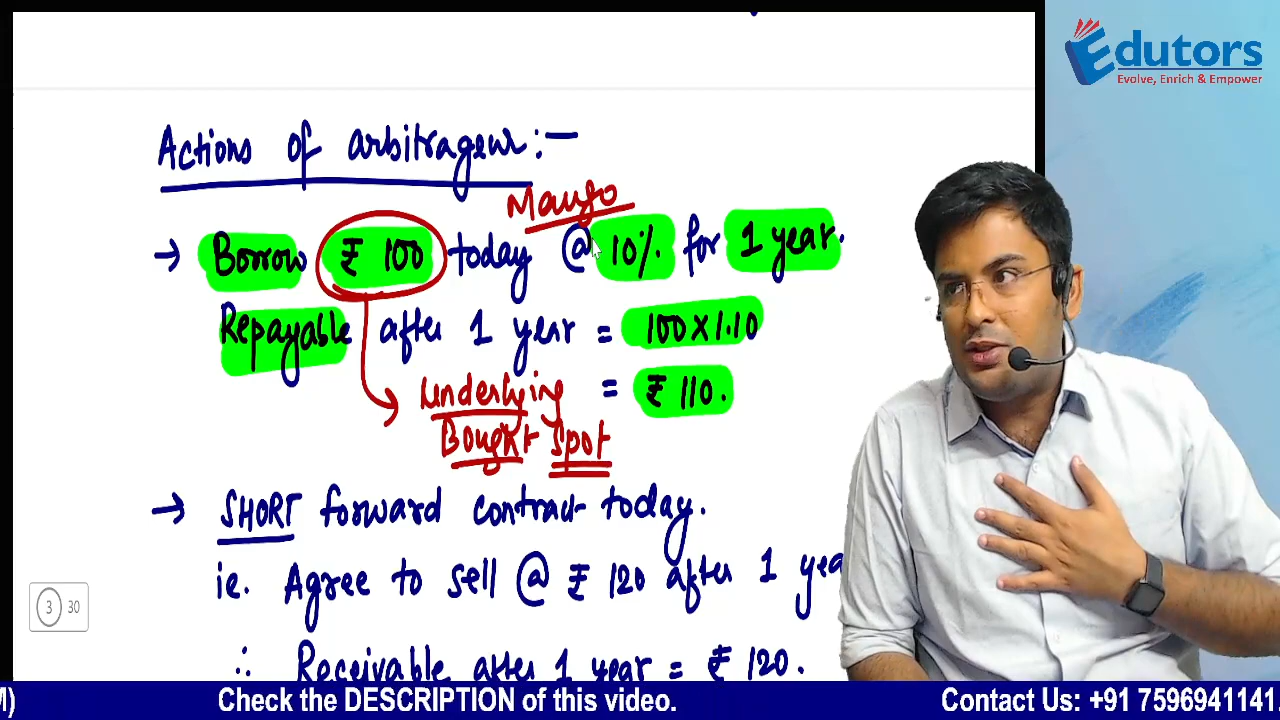 Edutors
Evolve, Enrich & Empower
Actions of arbitrageur:-
Mango
→ Borrow ₹ 100 today @ 10% for 1 year.
Repayable after 1 year = 100 x 1.10
= ₹ 110.
Underlying
Bought spot
→ SHORT forward contract today.
ie. Agree to sell @ ₹ 120 after 1 yea
∴ Receivable after 1 year = ₹ 120.
3 30
M) Check the DESCRIPTION of this video. Contact Us: +91 7596941141.